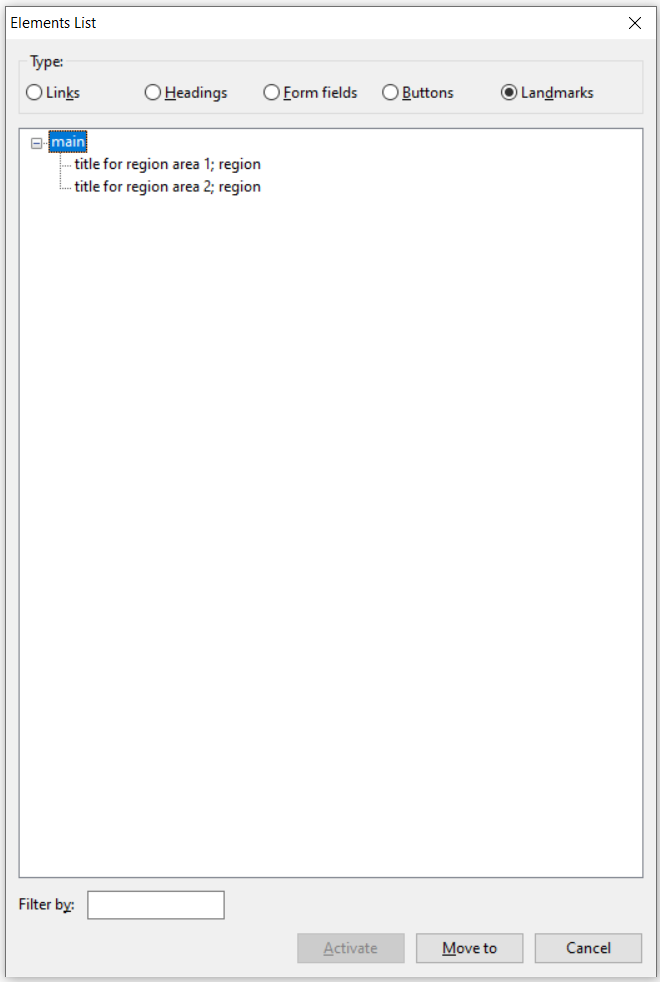 Elements List
Type:
Links Headings Form fields Buttons Landmarks
main
title for region area 1; region
title for region area 2; region
Filter by:
Activate Move to Cancel